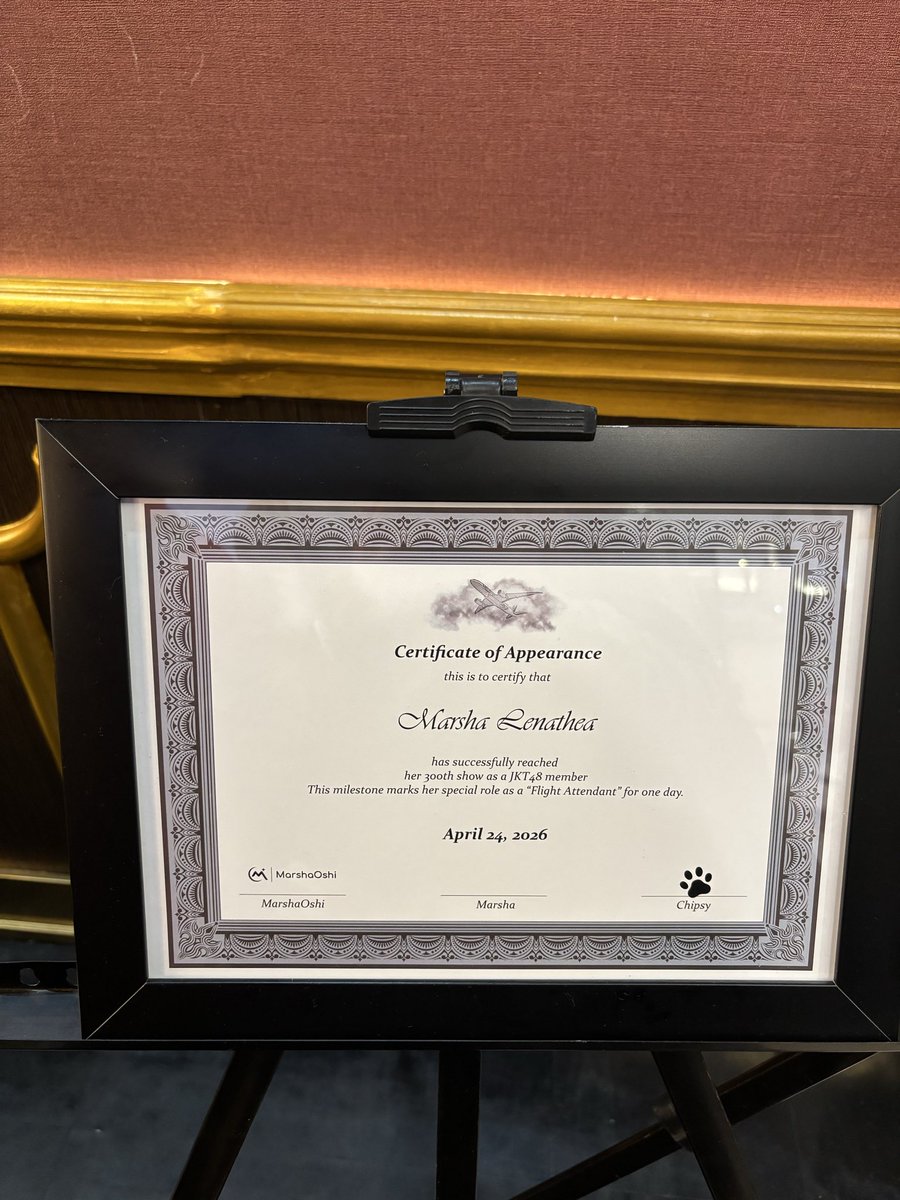 Certificate of Appearance
this is to certify that
Marsha Lenathea
has successfully reached
her 300th show as a JKT48 member
This milestone marks her special role as a “Flight Attendant” for one day.
April 24, 2026
MarshaOshi
MarshaOshi
Marsha
Chipsy